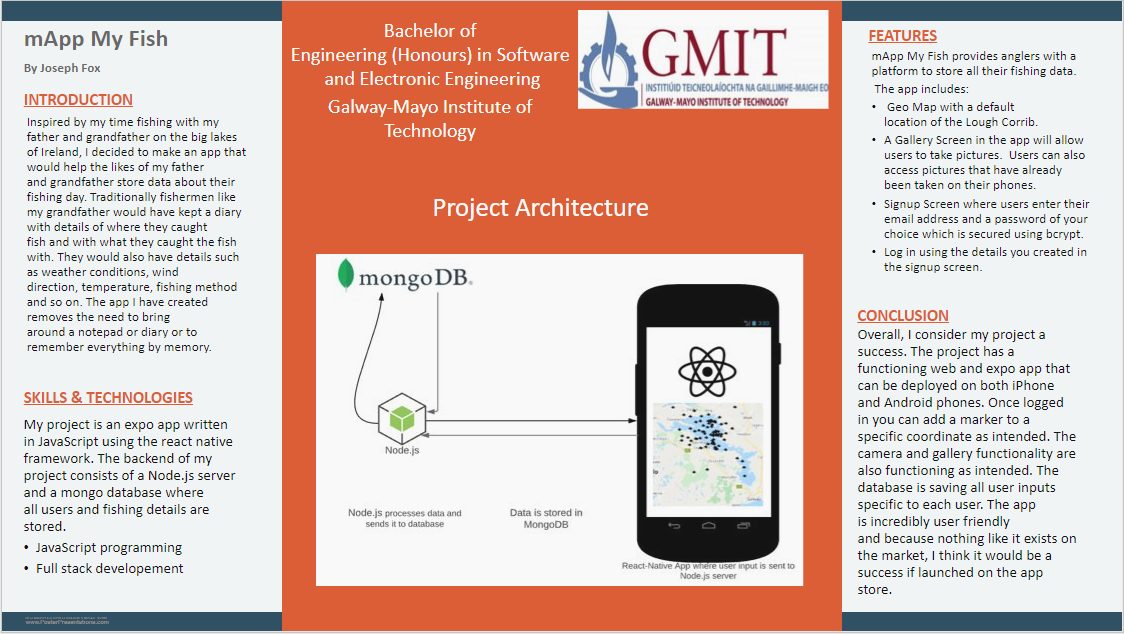 mApp My Fish
By Joseph Fox
INTRODUCTION
Inspired by my time fishing with my
father and grandfather on the big lakes
of Ireland, I decided to make an app that
would help the likes of my father
and grandfather store data about their
fishing day. Traditionally fishermen like
my grandfather would have kept a diary
with details of where they caught
fish and with what they caught the fish
with. They would also have details such
as weather conditions, wind
direction, temperature, fishing method
and so on. The app I have created
removes the need to bring
around a notepad or diary or to
remember everything by memory.
SKILLS & TECHNOLOGIES
My project is an expo app written
in JavaScript using the react native
framework. The backend of my
project consists of a Node.js server
and a mongo database where
all users and fishing details are
stored.
• JavaScript programming
• Full stack developement
www.PosterPresentations.com
Bachelor of
Engineering (Honours) in Software
and Electronic Engineering
Galway-Mayo Institute of
Technology
GMIT
INSTITIÚID TEICNEOLAÍOCHTA NA GAILLIMHE-MAIGH EO
GALWAY-MAYO INSTITUTE OF TECHNOLOGY
Project Architecture
mongoDB
Node.js
Node.js processes data and
sends it to database
Data is stored in
MongoDB
React-Native App where user input is sent to
Node.js server
FEATURES
mApp My Fish provides anglers with a
platform to store all their fishing data.
The app includes:
• Geo Map with a default
location of the Lough Corrib.
• A Gallery Screen in the app will allow
users to take pictures. Users can also
access pictures that have already
been taken on their phones.
• Signup Screen where users enter their
email address and a password of your
choice which is secured using bcrypt.
• Log in using the details you created in
the signup screen.
CONCLUSION
Overall, I consider my project a
success. The project has a
functioning web and expo app that
can be deployed on both iPhone
and Android phones. Once logged
in you can add a marker to a
specific coordinate as intended. The
camera and gallery functionality are
also functioning as intended. The
database is saving all user inputs
specific to each user. The app
is incredibly user friendly
and because nothing like it exists on
the market, I think it would be a
success if launched on the app
store.